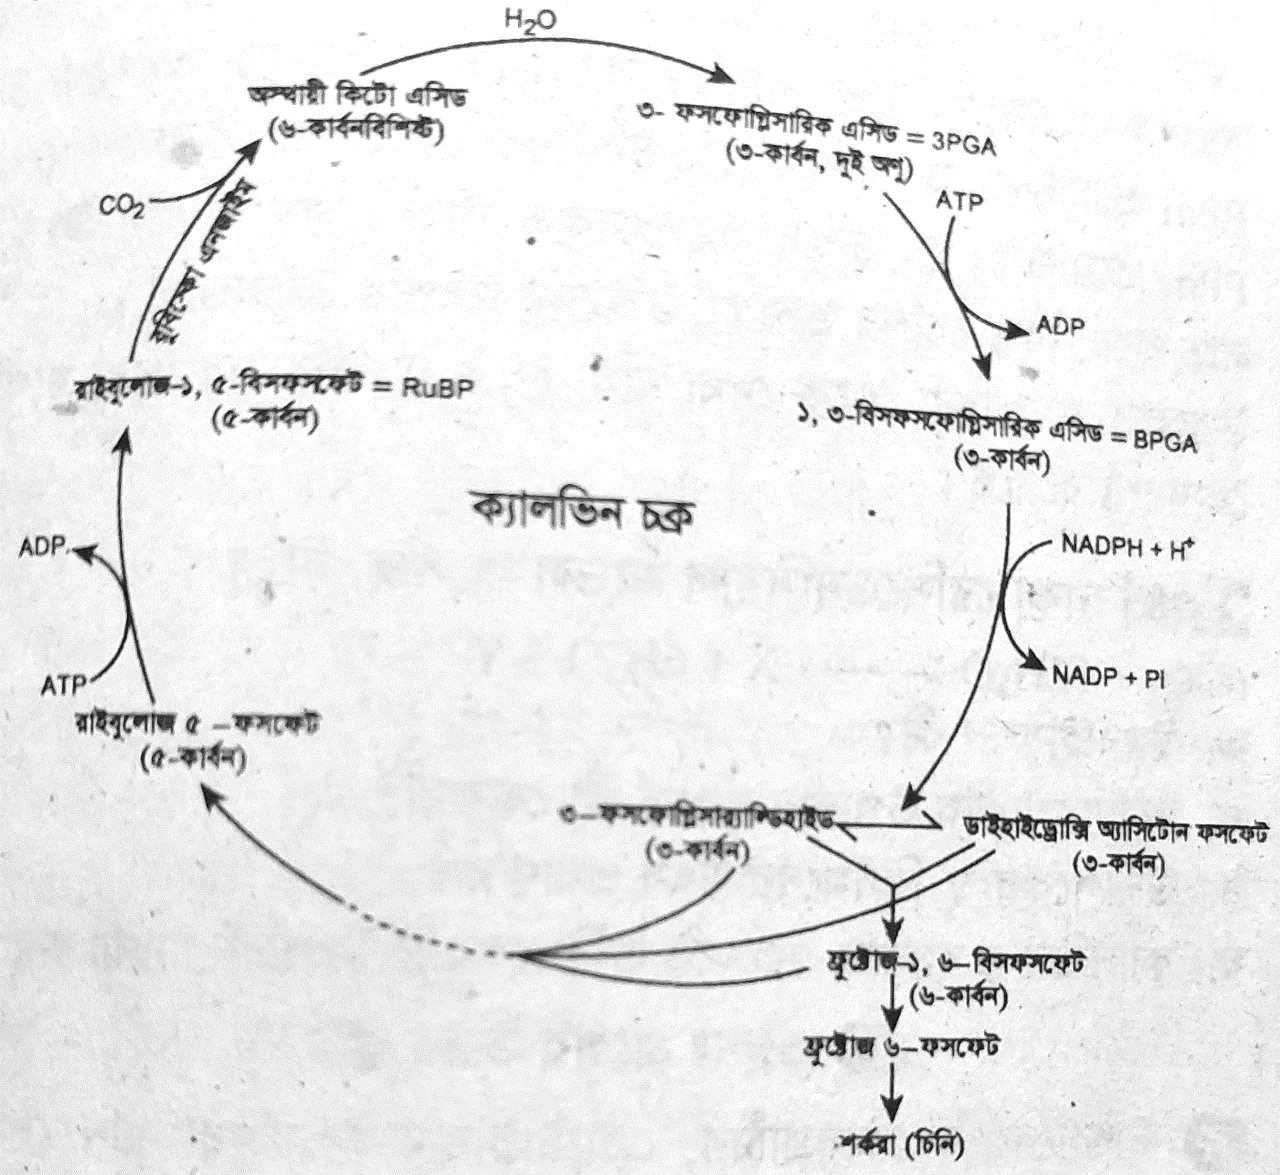 H₂O
অস্থায়ী কিটো এসিড
(৬-কার্বনবিশিষ্ট)
৩- ফসফোগ্লিসারিক এসিড = 3PGA
(৩-কার্বন, দুই অণু)
CO₂
রুবিস্কো এনজাইম
ATP
ADP
রাইবুলোজ-১, ৫-বিসফসফেট = RuBP
(৫-কার্বন)
১, ৩-বিসফসফোগ্লিসারিক এসিড = BPGA
(৩-কার্বন)
ক্যালভিন চক্র
ADP
NADPH + H⁺
ATP
NADP + Pi
রাইবুলোজ ৫ – ফসফেট
(৫-কার্বন)
৩–ফসফোগ্লিসার‍্যালডিহাইড
(৩-কার্বন)
ডাইহাইড্রোক্সি অ্যাসিটোন ফসফেট
(৩-কার্বন)
ফ্রুক্টোজ-১, ৬–বিসফসফেট
(৬-কার্বন)
ফ্রুক্টোজ ৬–ফসফেট
শর্করা (চিনি)